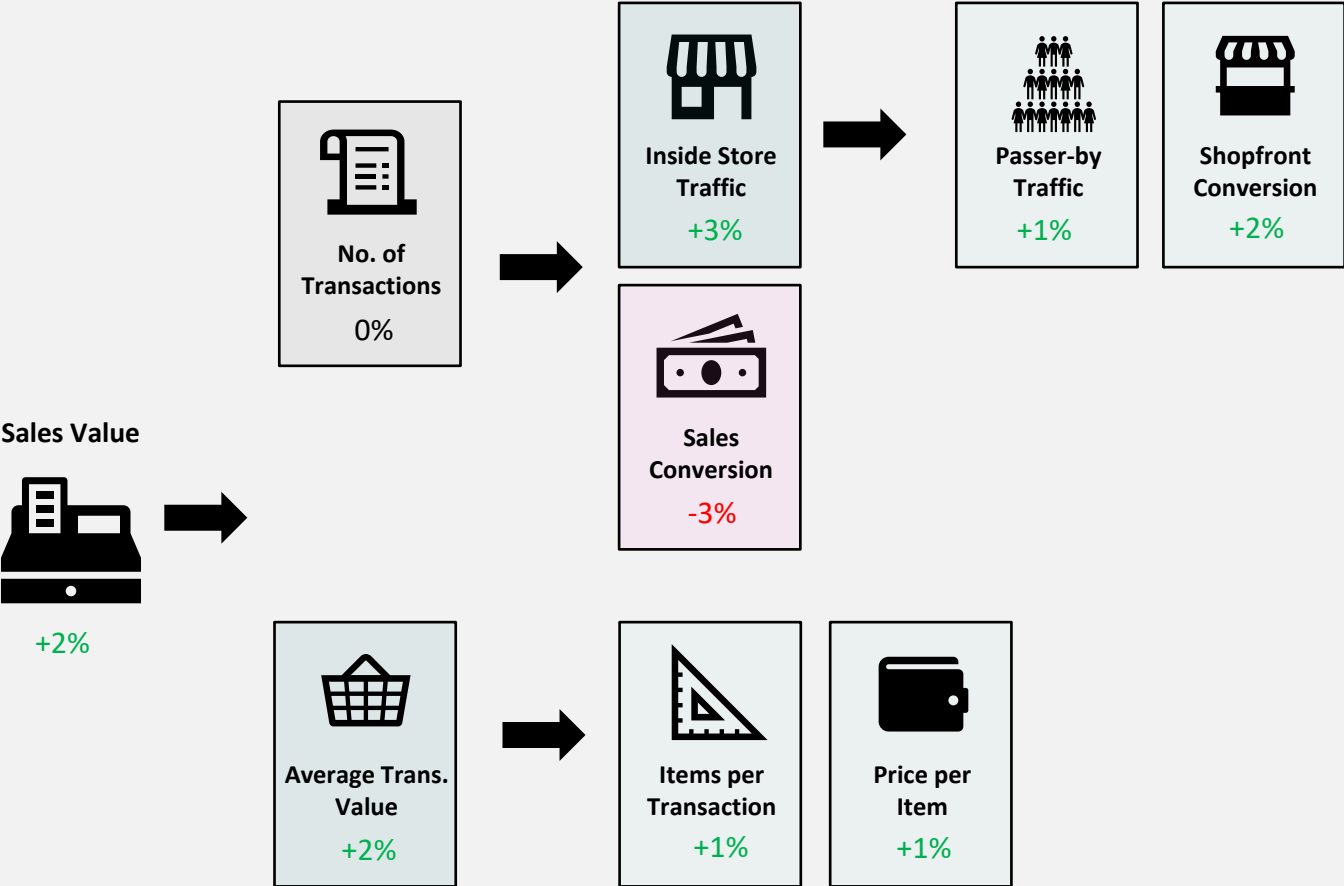 Inside Store
Traffic
+3%
Passer-by
Traffic
+1%
Shopfront
Conversion
+2%
No. of
Transactions
0%
Sales
Conversion
-3%
Sales Value
+2%
Average Trans.
Value
+2%
Items per
Transaction
+1%
Price per
Item
+1%